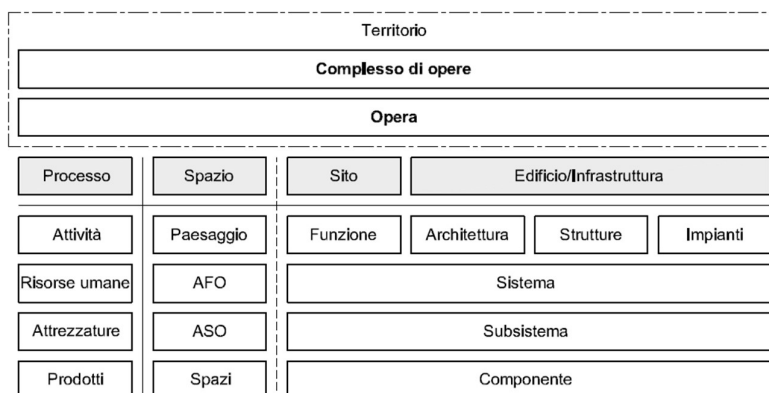 Territorio
Complesso di opere
Opera
Processo Spazio Sito Edificio/Infrastruttura
Attività Paesaggio Funzione Architettura Strutture Impianti
Risorse umane AFO Sistema
Attrezzature ASO Subsistema
Prodotti Spazi Componente